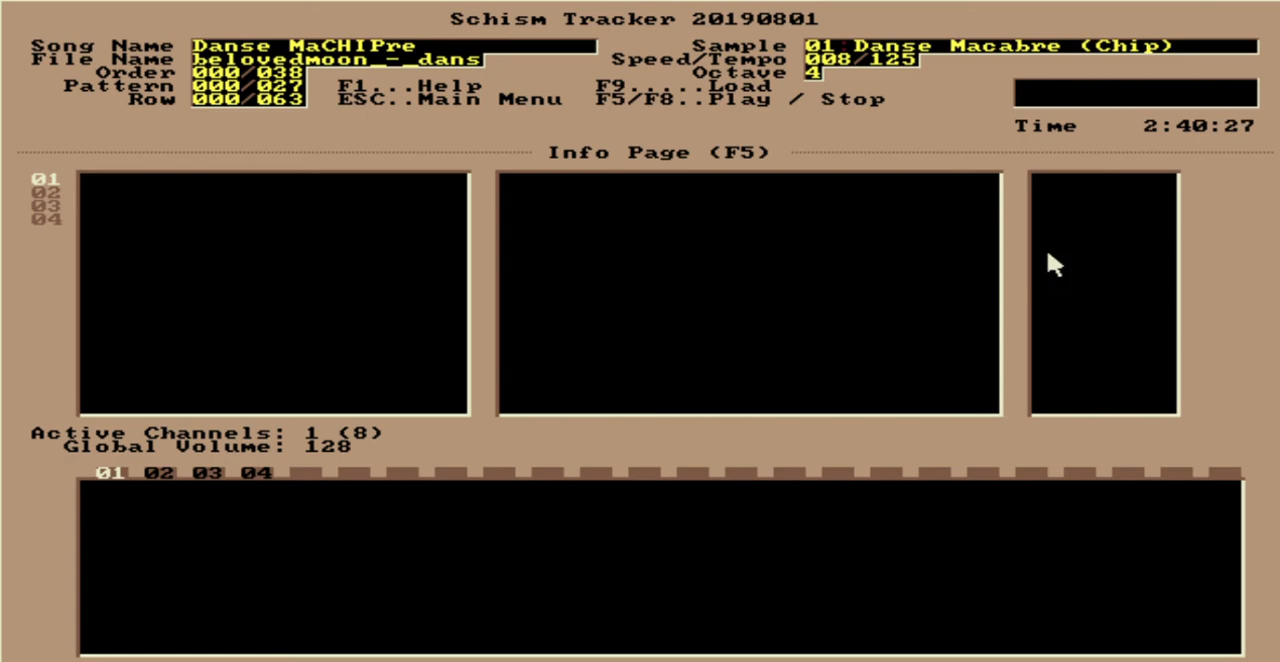 Schism Tracker 20190801
Song Name Danse MaCHIPre Sample 01:Danse Macabre (Chip)
File Name belovedmoon_-_dans Speed/Tempo 008/125
Order 000/038 Octave 4
Pattern 000/027 F1...Help F9.....Load
Row 000/063 ESC..Main Menu F5/F8..Play / Stop
Time 2:40:27
Info Page (F5)
01
02
03
04
Active Channels: 1 (8)
Global Volume: 128
01 02 03 04